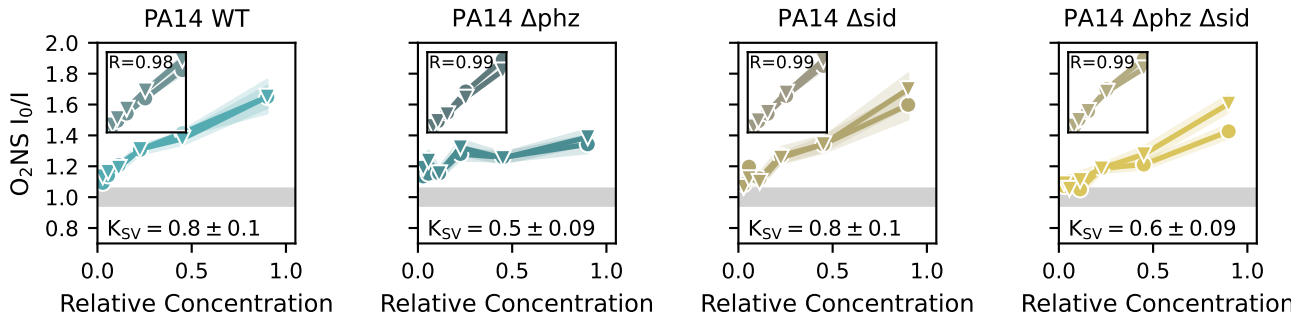 PA14 WT
PA14 Δphz
PA14 Δsid
PA14 Δphz Δsid
O₂NS I₀/I
2.0
1.8
1.6
1.4
1.2
1.0
0.8
R=0.98
R=0.99
R=0.99
R=0.99
K_SV = 0.8 ± 0.1
K_SV = 0.5 ± 0.09
K_SV = 0.8 ± 0.1
K_SV = 0.6 ± 0.09
0.0 0.5 1.0
0.0 0.5 1.0
0.0 0.5 1.0
0.0 0.5 1.0
Relative Concentration
Relative Concentration
Relative Concentration
Relative Concentration